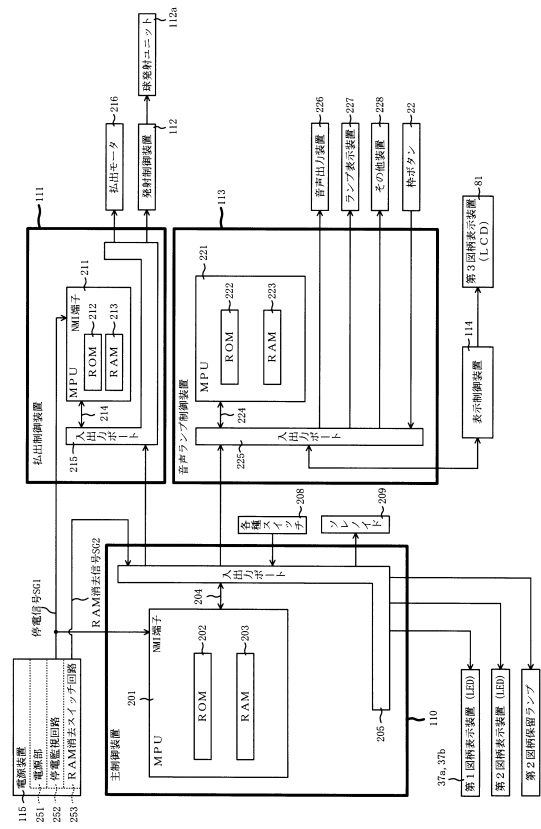 115
電源装置
251
電源部
252
停電監視回路
253
RAM消去スイッチ回路
停電信号SG1
RAM消去信号SG2
111
払出制御装置
MPU
NMI端子
211
ROM
212
RAM
213
214
215
入出力ポート
払出モータ
216
発射制御装置
112
球発射ユニット
112a
110
主制御装置
MPU
201
NMI端子
ROM
202
RAM
203
204
入出力ポート
205
各種スイッチ
208
ソレノイド
209
113
音声ランプ制御装置
MPU
221
ROM
222
RAM
223
224
225
入出力ポート
音声出力装置
226
ランプ表示装置
227
その他装置
228
枠ボタン
22
表示制御装置
114
第3図柄表示装置
(LCD)
81
37a, 37b
第1図柄表示装置 (LED)
第2図柄表示装置 (LED)
第2図柄保留ランプ